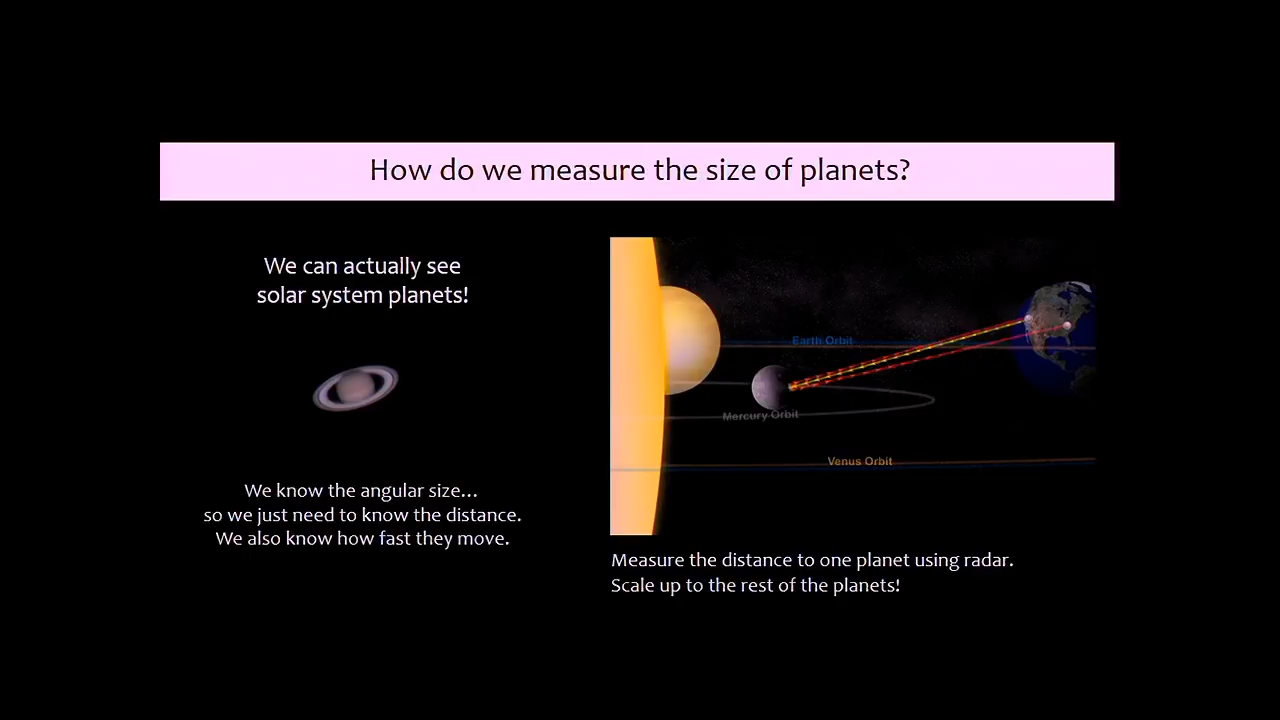 How do we measure the size of planets?
We can actually see
solar system planets!
We know the angular size...
so we just need to know the distance.
We also know how fast they move.
Earth Orbit
Mercury Orbit
Venus Orbit
Measure the distance to one planet using radar.
Scale up to the rest of the planets!